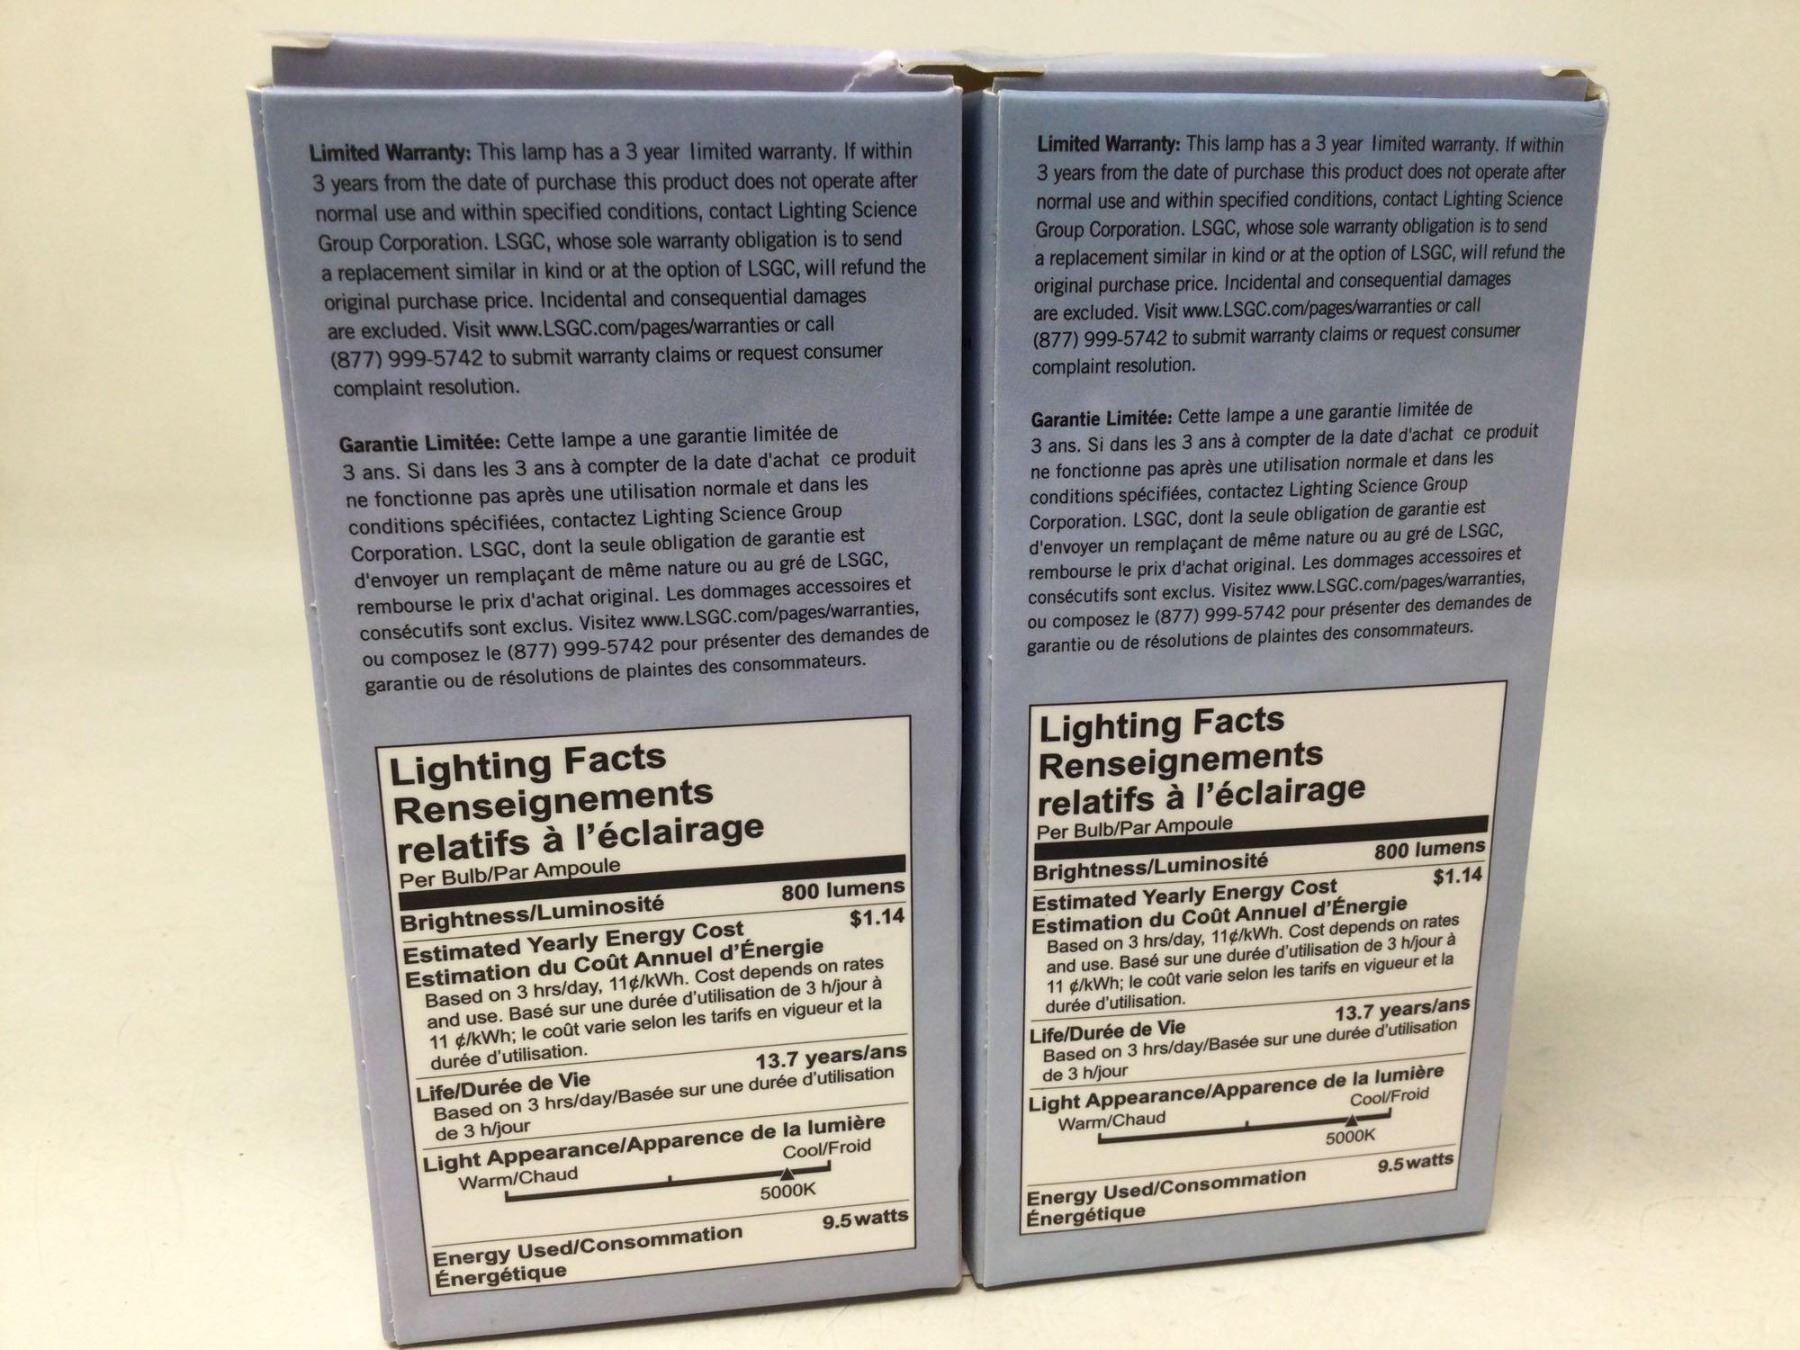 Limited Warranty: This lamp has a 3 year limited warranty. If within
3 years from the date of purchase this product does not operate after
normal use and within specified conditions, contact Lighting Science
Group Corporation. LSGC, whose sole warranty obligation is to send
a replacement similar in kind or at the option of LSGC, will refund the
original purchase price. Incidental and consequential damages
are excluded. Visit www.LSGC.com/pages/warranties or call
(877) 999-5742 to submit warranty claims or request consumer
complaint resolution.
Garantie Limitée: Cette lampe a une garantie limitée de
3 ans. Si dans les 3 ans à compter de la date d'achat ce produit
ne fonctionne pas après une utilisation normale et dans les
conditions spécifiées, contactez Lighting Science Group
Corporation. LSGC, dont la seule obligation de garantie est
d'envoyer un remplaçant de même nature ou au gré de LSGC,
rembourse le prix d'achat original. Les dommages accessoires et
consécutifs sont exclus. Visitez www.LSGC.com/pages/warranties,
ou composez le (877) 999-5742 pour présenter des demandes de
garantie ou de résolutions de plaintes des consommateurs.
Lighting Facts
Renseignements
relatifs à l'éclairage
Per Bulb/Par Ampoule
Brightness/Luminosité 800 lumens
Estimated Yearly Energy Cost $1.14
Estimation du Coût Annuel d'Énergie
Based on 3 hrs/day, 11¢/kWh. Cost depends on rates
and use. Basé sur une durée d'utilisation de 3 h/jour à
11 ¢/kWh; le coût varie selon les tarifs en vigueur et la
durée d'utilisation.
Life/Durée de Vie 13.7 years/ans
Based on 3 hrs/day/Basée sur une durée d'utilisation
de 3 h/jour
Light Appearance/Apparence de la lumière
Warm/Chaud Cool/Froid
5000K
Energy Used/Consommation 9.5 watts
Énergétique
Limited Warranty: This lamp has a 3 year limited warranty. If within
3 years from the date of purchase this product does not operate after
normal use and within specified conditions, contact Lighting Science
Group Corporation. LSGC, whose sole warranty obligation is to send
a replacement similar in kind or at the option of LSGC, will refund the
original purchase price. Incidental and consequential damages
are excluded. Visit www.LSGC.com/pages/warranties or call
(877) 999-5742 to submit warranty claims or request consumer
complaint resolution.
Garantie Limitée: Cette lampe a une garantie limitée de
3 ans. Si dans les 3 ans à compter de la date d'achat ce produit
ne fonctionne pas après une utilisation normale et dans les
conditions spécifiées, contactez Lighting Science Group
Corporation. LSGC, dont la seule obligation de garantie est
d'envoyer un remplaçant de même nature ou au gré de LSGC,
rembourse le prix d'achat original. Les dommages accessoires et
consécutifs sont exclus. Visitez www.LSGC.com/pages/warranties,
ou composez le (877) 999-5742 pour présenter des demandes de
garantie ou de résolutions de plaintes des consommateurs.
Lighting Facts
Renseignements
relatifs à l'éclairage
Per Bulb/Par Ampoule
Brightness/Luminosité 800 lumens
Estimated Yearly Energy Cost $1.14
Estimation du Coût Annuel d'Énergie
Based on 3 hrs/day, 11¢/kWh. Cost depends on rates
and use. Basé sur une durée d'utilisation de 3 h/jour à
11 ¢/kWh; le coût varie selon les tarifs en vigueur et la
durée d'utilisation.
Life/Durée de Vie 13.7 years/ans
Based on 3 hrs/day/Basée sur une durée d'utilisation
de 3 h/jour
Light Appearance/Apparence de la lumière
Warm/Chaud Cool/Froid
5000K
Energy Used/Consommation 9.5 watts
Énergétique